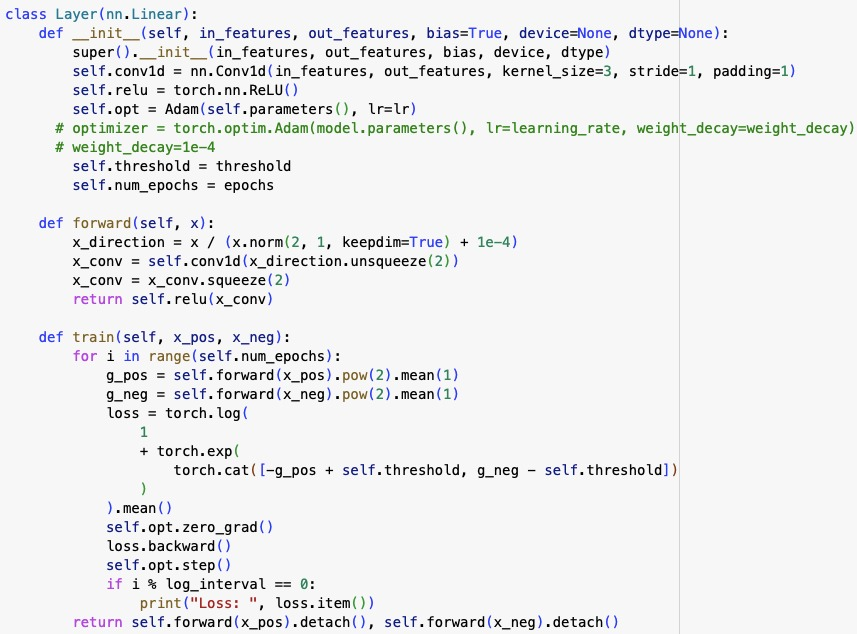 class Layer(nn.Linear):
    def __init__(self, in_features, out_features, bias=True, device=None, dtype=None):
        super().__init__(in_features, out_features, bias, device, dtype)
        self.conv1d = nn.Conv1d(in_features, out_features, kernel_size=3, stride=1, padding=1)
        self.relu = torch.nn.ReLU()
        self.opt = Adam(self.parameters(), lr=lr)
      # optimizer = torch.optim.Adam(model.parameters(), lr=learning_rate, weight_decay=weight_decay)
      # weight_decay=1e-4
        self.threshold = threshold
        self.num_epochs = epochs

    def forward(self, x):
        x_direction = x / (x.norm(2, 1, keepdim=True) + 1e-4)
        x_conv = self.conv1d(x_direction.unsqueeze(2))
        x_conv = x_conv.squeeze(2)
        return self.relu(x_conv)

    def train(self, x_pos, x_neg):
        for i in range(self.num_epochs):
            g_pos = self.forward(x_pos).pow(2).mean(1)
            g_neg = self.forward(x_neg).pow(2).mean(1)
            loss = torch.log(
                1
                + torch.exp(
                    torch.cat([-g_pos + self.threshold, g_neg - self.threshold])
                )
            ).mean()
            self.opt.zero_grad()
            loss.backward()
            self.opt.step()
            if i % log_interval == 0:
                print("Loss: ", loss.item())
        return self.forward(x_pos).detach(), self.forward(x_neg).detach()